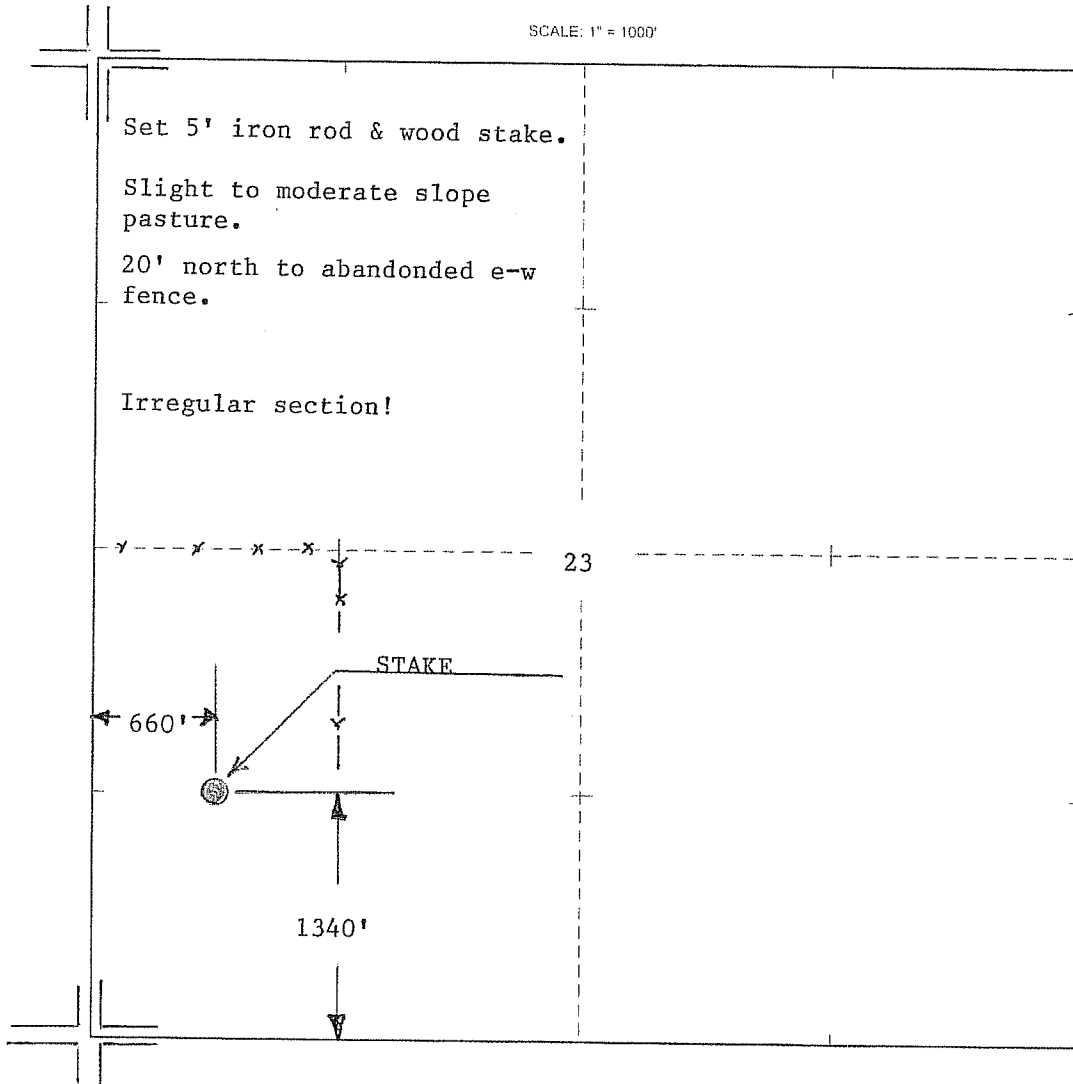 SCALE: 1" = 1000'
Set 5' iron rod & wood stake.
Slight to moderate slope
pasture.
20' north to abandonded e-w
fence.
Irregular section!
23
STAKE
660'
1340'